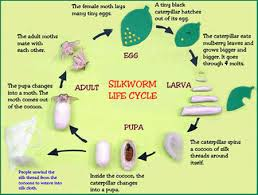 The female moth lays
many tiny eggs.
A tiny black
caterpillar hatches
out of its egg.
The adult moths
mate with each
other.
The caterpillar eats
mulberry leaves and
grows bigger and
bigger. It goes
through 4 molts.
EGG
SILKWORM
LIFE CYCLE
ADULT
LARVA
PUPA
The pupa changes
into a moth. The
moth comes out of
the cocoon.
The caterpillar spins
a cocoon of silk
threads around
itself.
People unwind the
silk thread from the
cocoons to weave into
silk cloth.
Inside the cocoon,
the caterpillar changes
into a pupa.